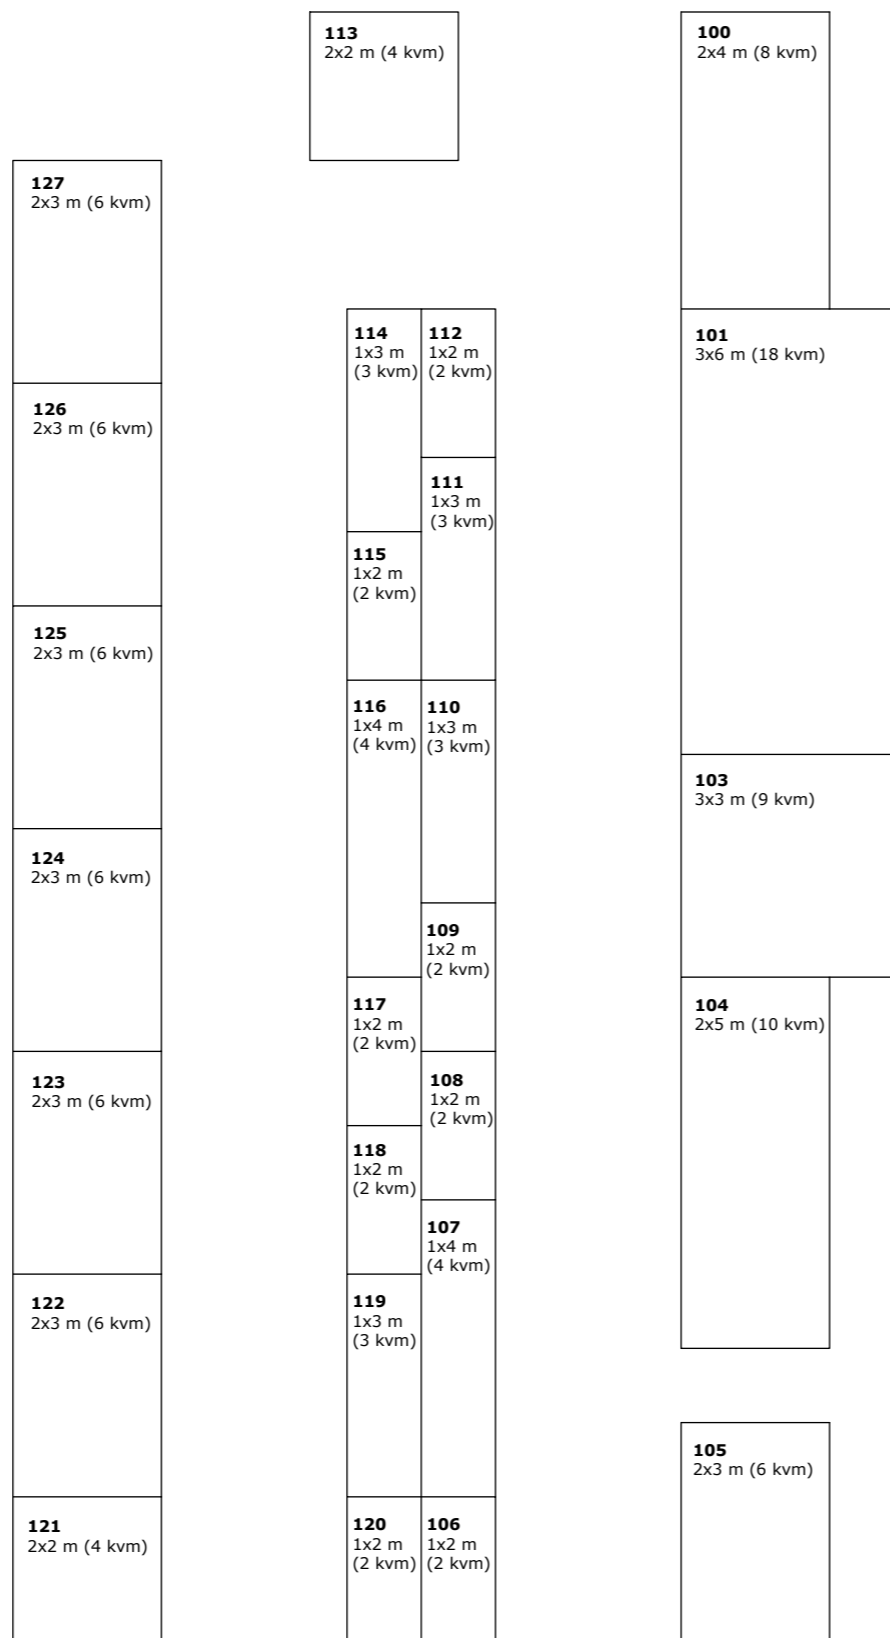 113
2x2 m (4 kvm)
100
2x4 m (8 kvm)
127
2x3 m (6 kvm)
126
2x3 m (6 kvm)
125
2x3 m (6 kvm)
124
2x3 m (6 kvm)
123
2x3 m (6 kvm)
122
2x3 m (6 kvm)
121
2x2 m (4 kvm)
114
1x3 m
(3 kvm)
115
1x2 m
(2 kvm)
116
1x4 m
(4 kvm)
117
1x2 m
(2 kvm)
118
1x2 m
(2 kvm)
119
1x3 m
(3 kvm)
120
1x2 m
(2 kvm)
112
1x2 m
(2 kvm)
111
1x3 m
(3 kvm)
110
1x3 m
(3 kvm)
109
1x2 m
(2 kvm)
108
1x2 m
(2 kvm)
107
1x4 m
(4 kvm)
106
1x2 m
(2 kvm)
101
3x6 m (18 kvm)
103
3x3 m (9 kvm)
104
2x5 m (10 kvm)
105
2x3 m (6 kvm)